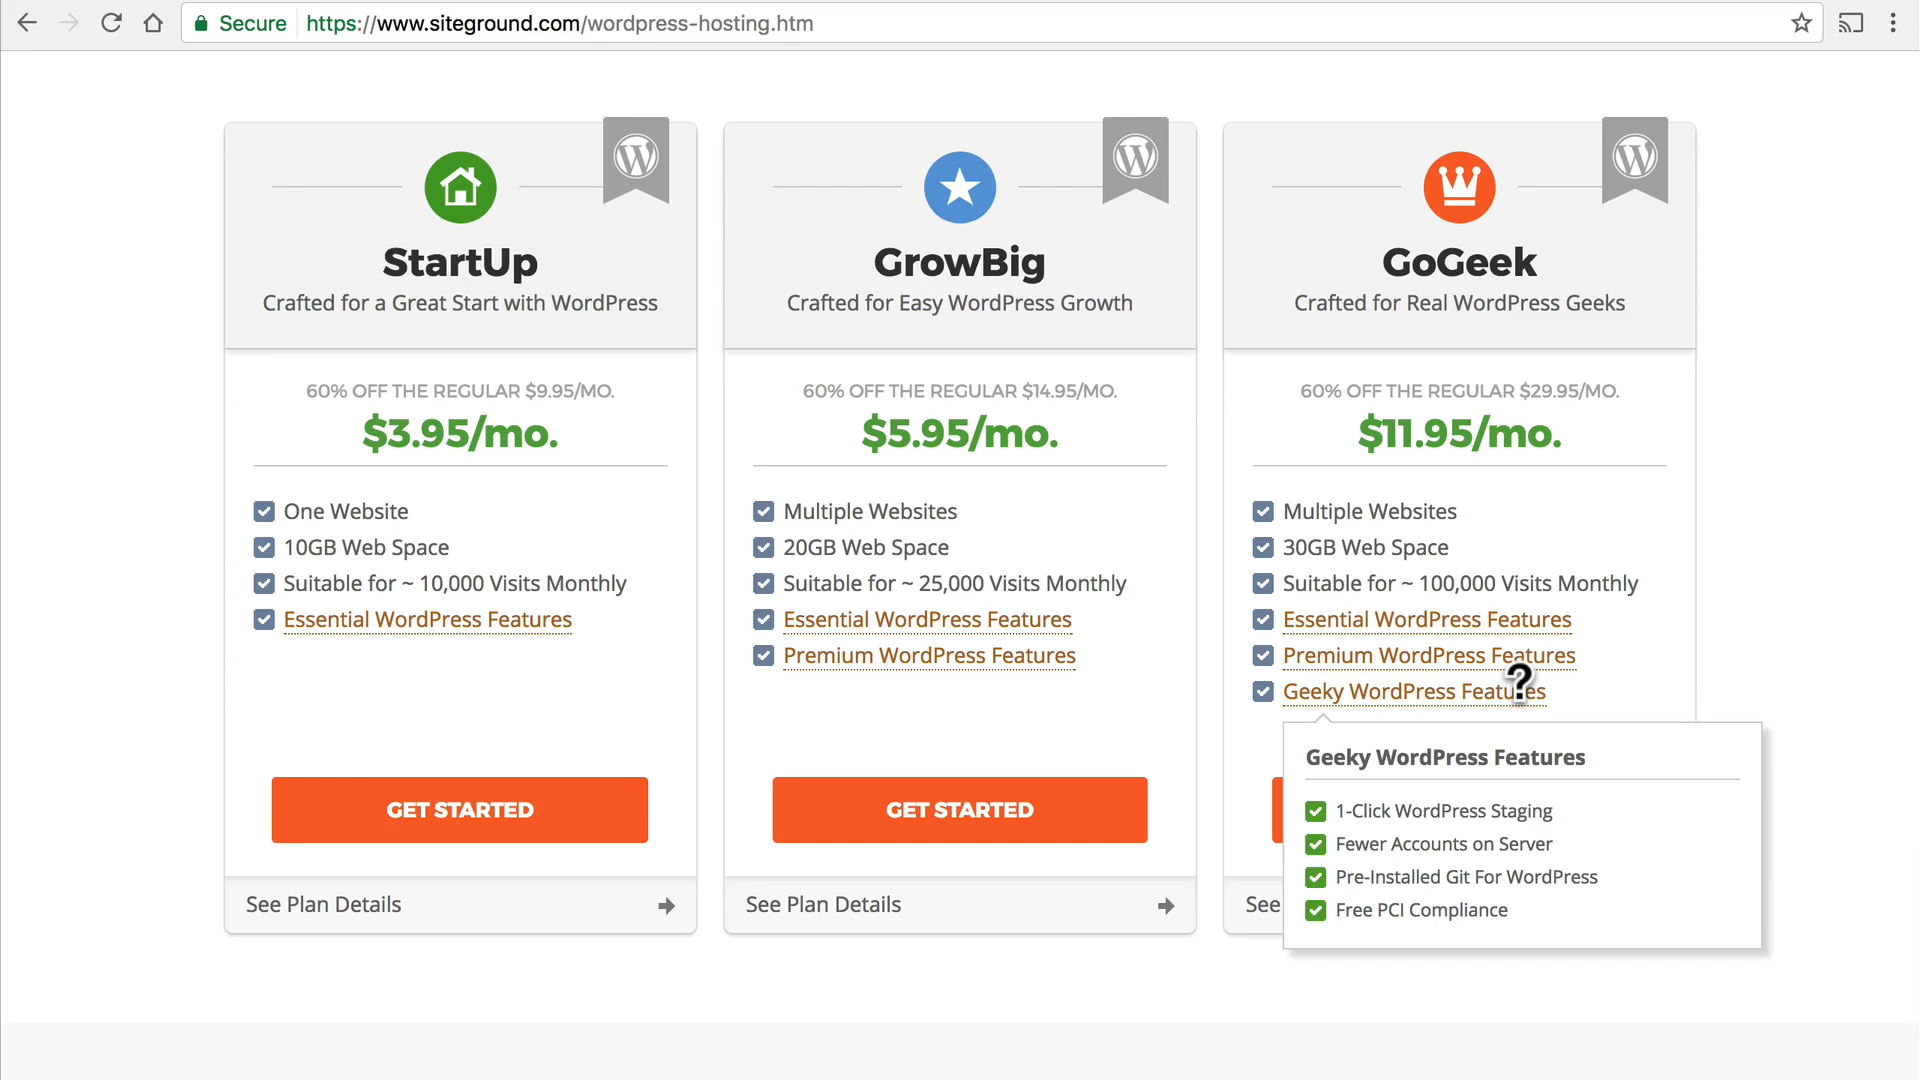 Secure https://www.siteground.com/wordpress-hosting.htm
StartUp
Crafted for a Great Start with WordPress
60% OFF THE REGULAR $9.95/MO.
$3.95/mo.
One Website
10GB Web Space
Suitable for ~ 10,000 Visits Monthly
Essential WordPress Features
GET STARTED
See Plan Details
GrowBig
Crafted for Easy WordPress Growth
60% OFF THE REGULAR $14.95/MO.
$5.95/mo.
Multiple Websites
20GB Web Space
Suitable for ~ 25,000 Visits Monthly
Essential WordPress Features
Premium WordPress Features
GET STARTED
See Plan Details
GoGeek
Crafted for Real WordPress Geeks
60% OFF THE REGULAR $29.95/MO.
$11.95/mo.
Multiple Websites
30GB Web Space
Suitable for ~ 100,000 Visits Monthly
Essential WordPress Features
Premium WordPress Features
Geeky WordPress Features
See
Geeky WordPress Features
1-Click WordPress Staging
Fewer Accounts on Server
Pre-Installed Git For WordPress
Free PCI Compliance